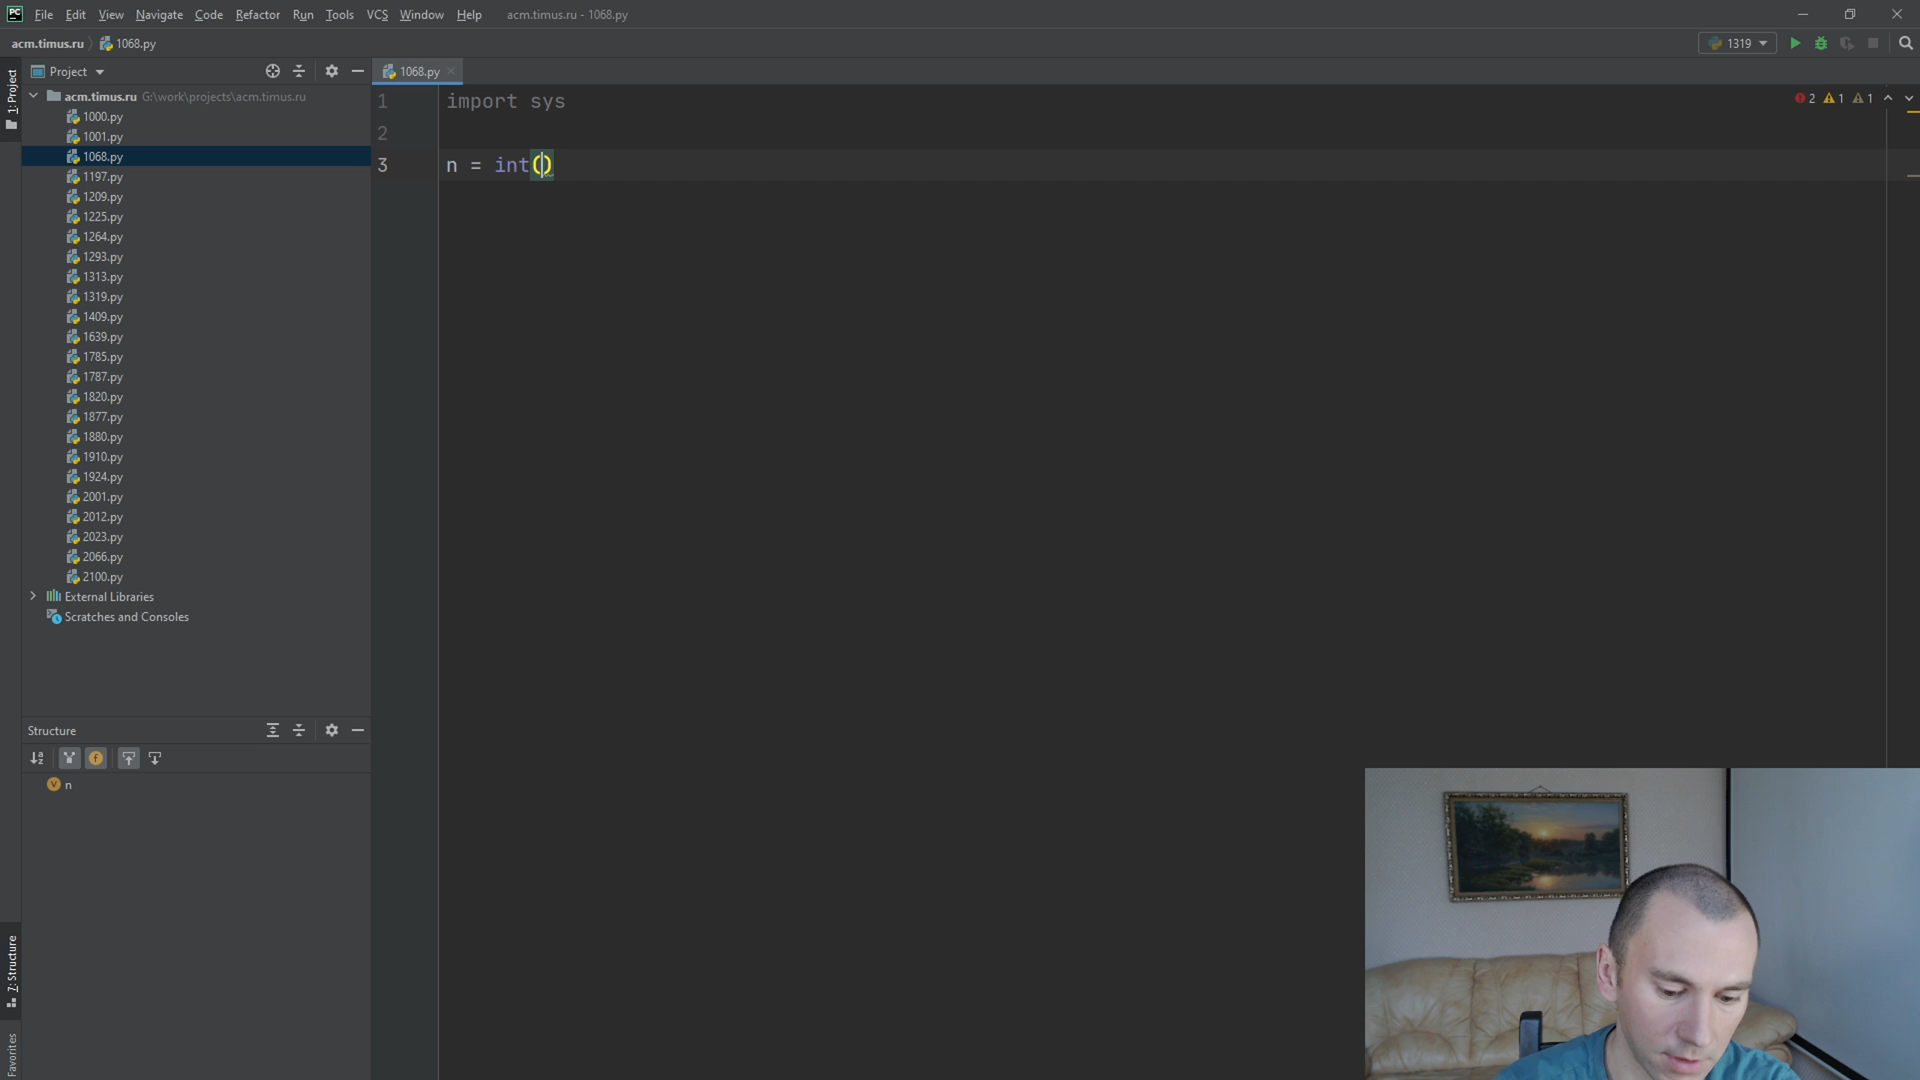 PC File Edit View Navigate Code Refactor Run Tools VCS Window Help acm.timus.ru - 1068.py
acm.timus.ru 1068.py 1319
1: Project
Project
1068.py
acm.timus.ru G:\work\projects\acm.timus.ru
1000.py
1001.py
1068.py
1197.py
1209.py
1225.py
1264.py
1293.py
1313.py
1319.py
1409.py
1639.py
1785.py
1787.py
1820.py
1877.py
1880.py
1910.py
1924.py
2001.py
2012.py
2023.py
2066.py
2100.py
External Libraries
Scratches and Consoles
1 import sys
2
3 n = int()
2 1 1
Structure
n
7: Structure
Favorites